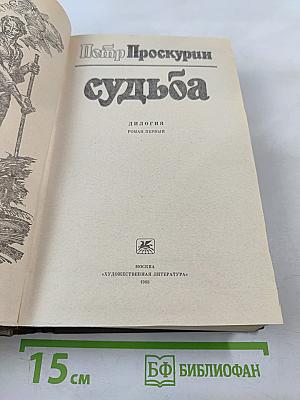 Петр Проскурин
судьба
ДИЛОГИЯ
РОМАН ПЕРВЫЙ
МОСКВА
«ХУДОЖЕСТВЕННАЯ ЛИТЕРАТУРА»
15 см
БФ БИБЛИОФАН